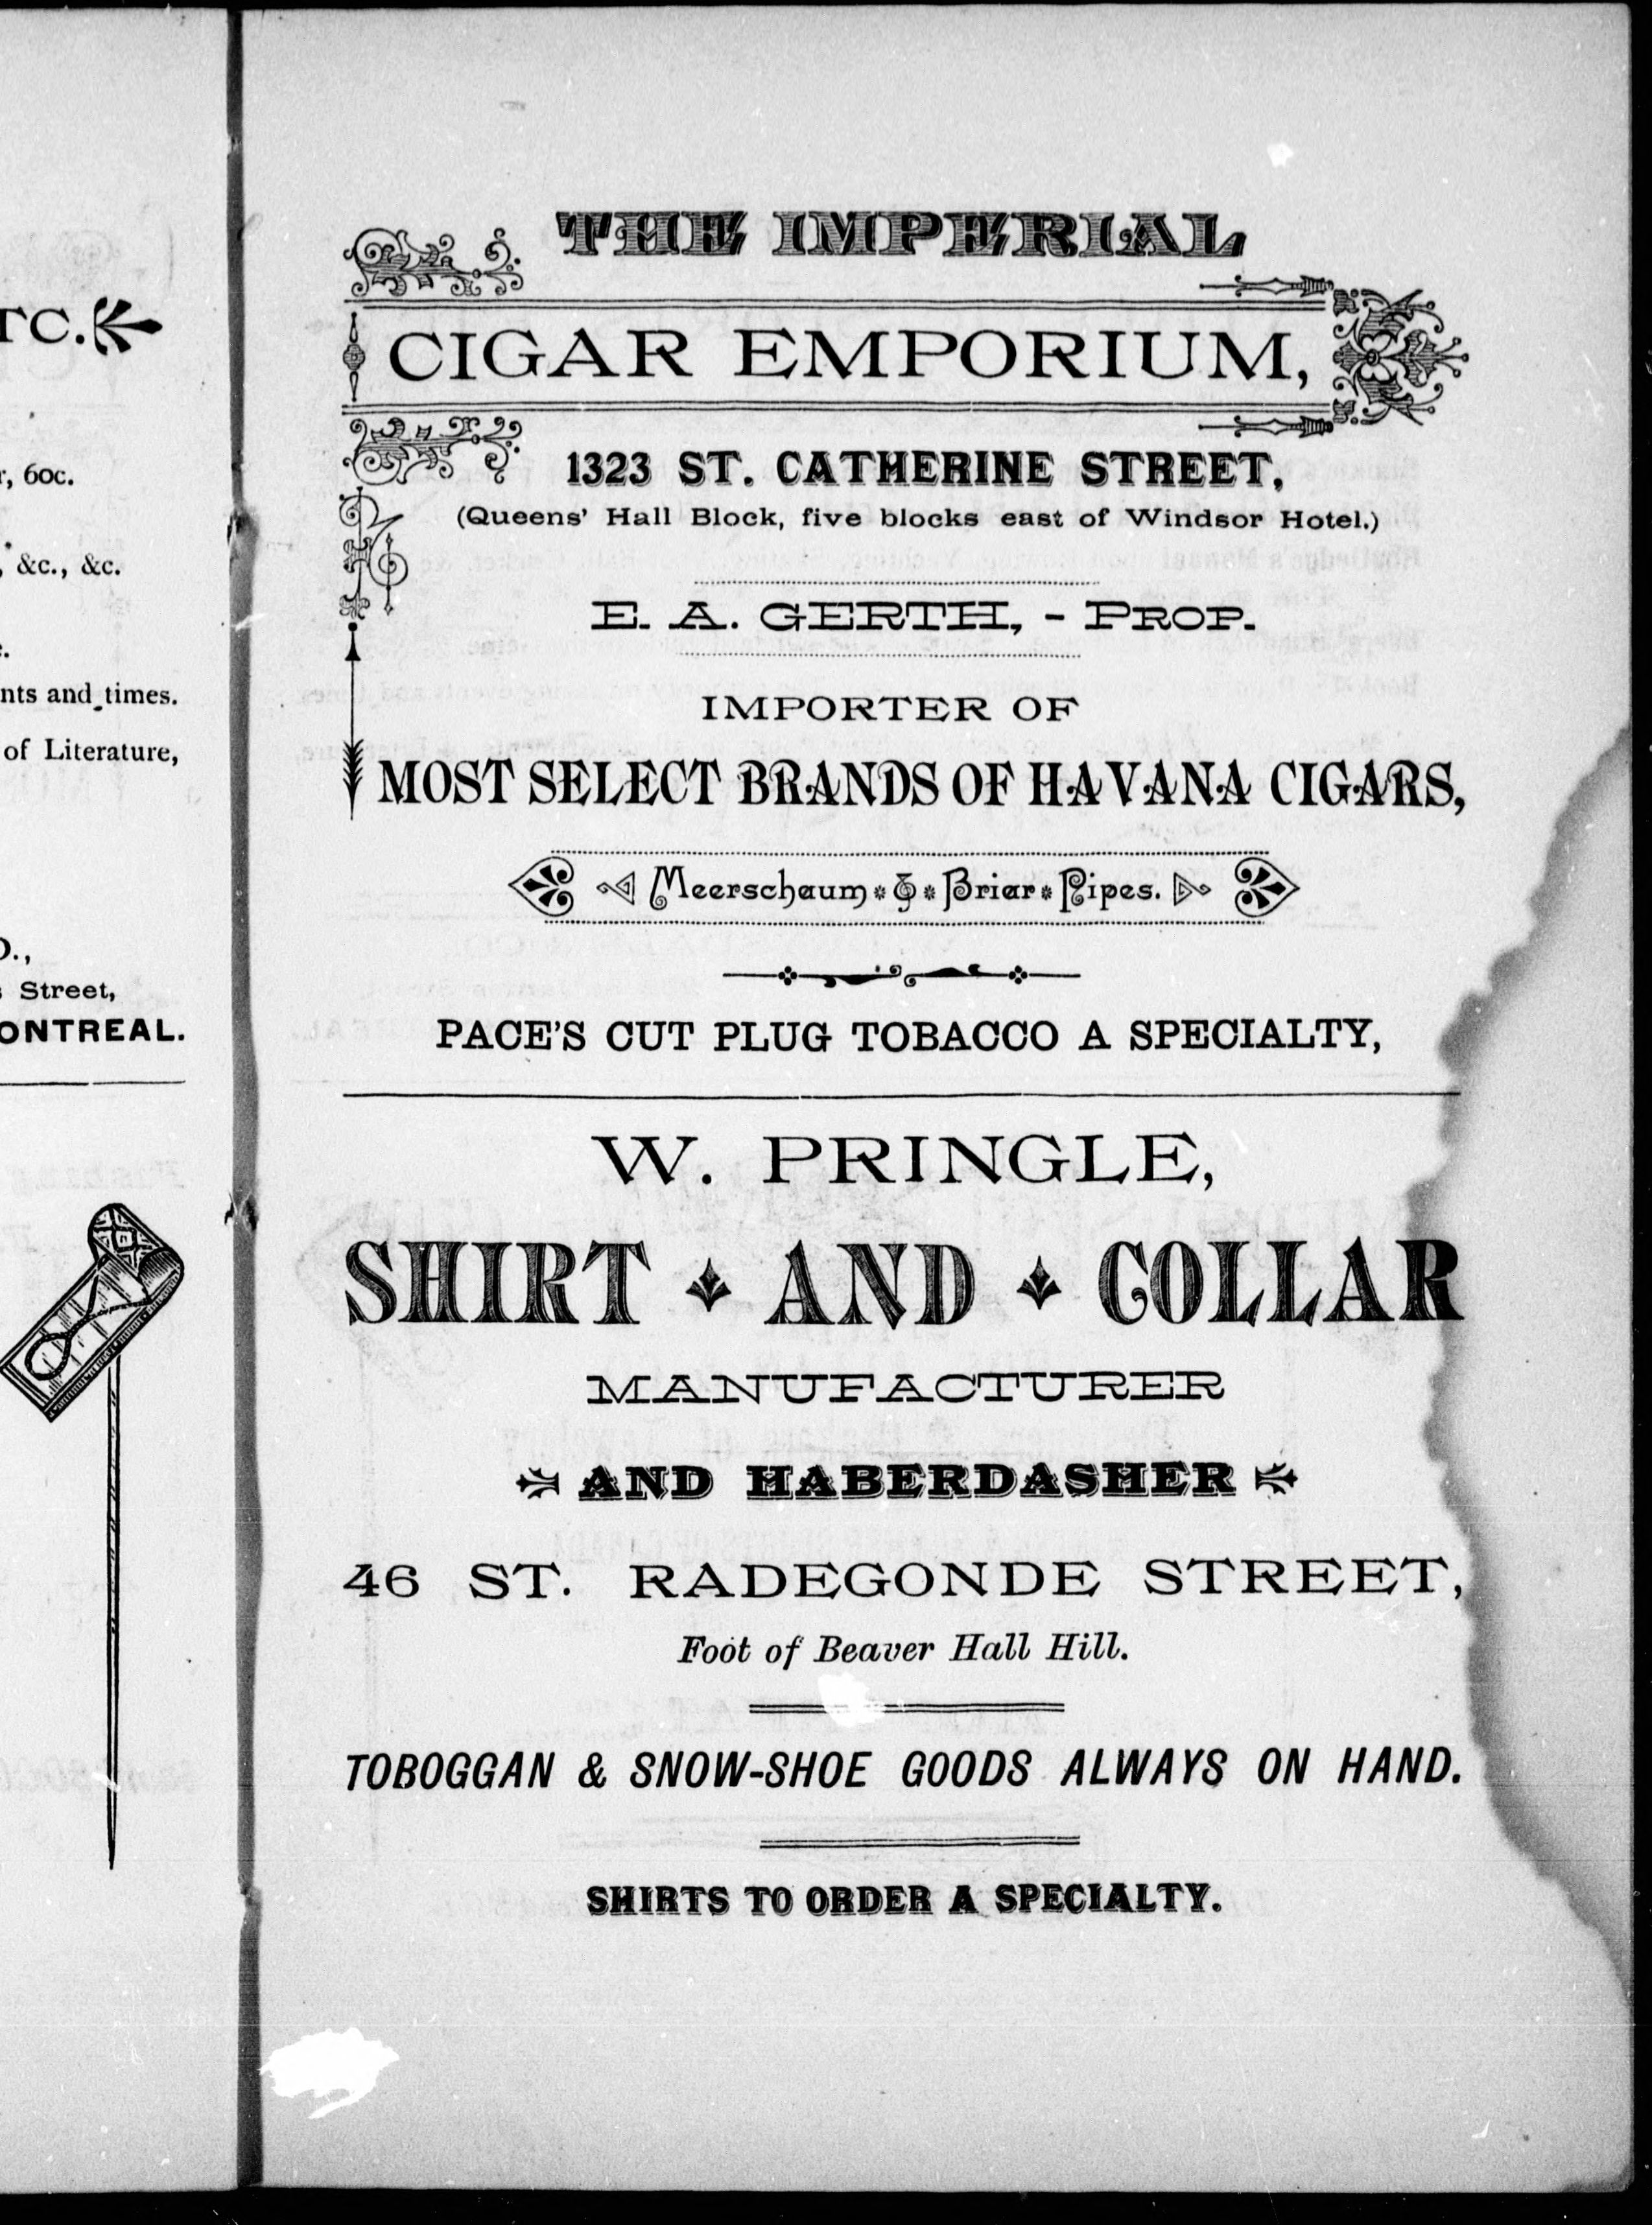 TC.
r, 60c.
, &c., &c.
nts and times.
of Literature,
O.,
s Street,
ONTREAL.
THE IMPERIAL
CIGAR EMPORIUM,
1323 ST. CATHERINE STREET,
(Queens' Hall Block, five blocks east of Windsor Hotel.)
E. A. GERTH, - PROP.
IMPORTER OF
MOST SELECT BRANDS OF HAVANA CIGARS,
Meerschaum & Briar Pipes.
PACE'S CUT PLUG TOBACCO A SPECIALTY,
W. PRINGLE,
SHIRT AND COLLAR
MANUFACTURER
AND HABERDASHER
46 ST. RADEGONDE STREET,
Foot of Beaver Hall Hill.
TOBOGGAN & SNOW-SHOE GOODS ALWAYS ON HAND.
SHIRTS TO ORDER A SPECIALTY.